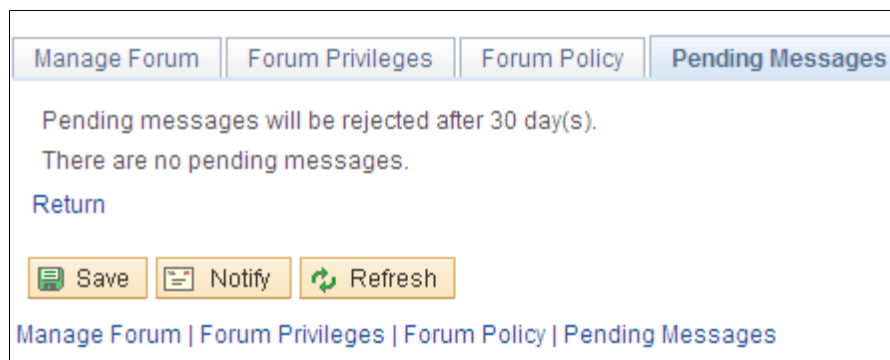 Manage Forum Forum Privileges Forum Policy Pending Messages
Pending messages will be rejected after 30 day(s).
There are no pending messages.
Return
Save Notify Refresh
Manage Forum | Forum Privileges | Forum Policy | Pending Messages